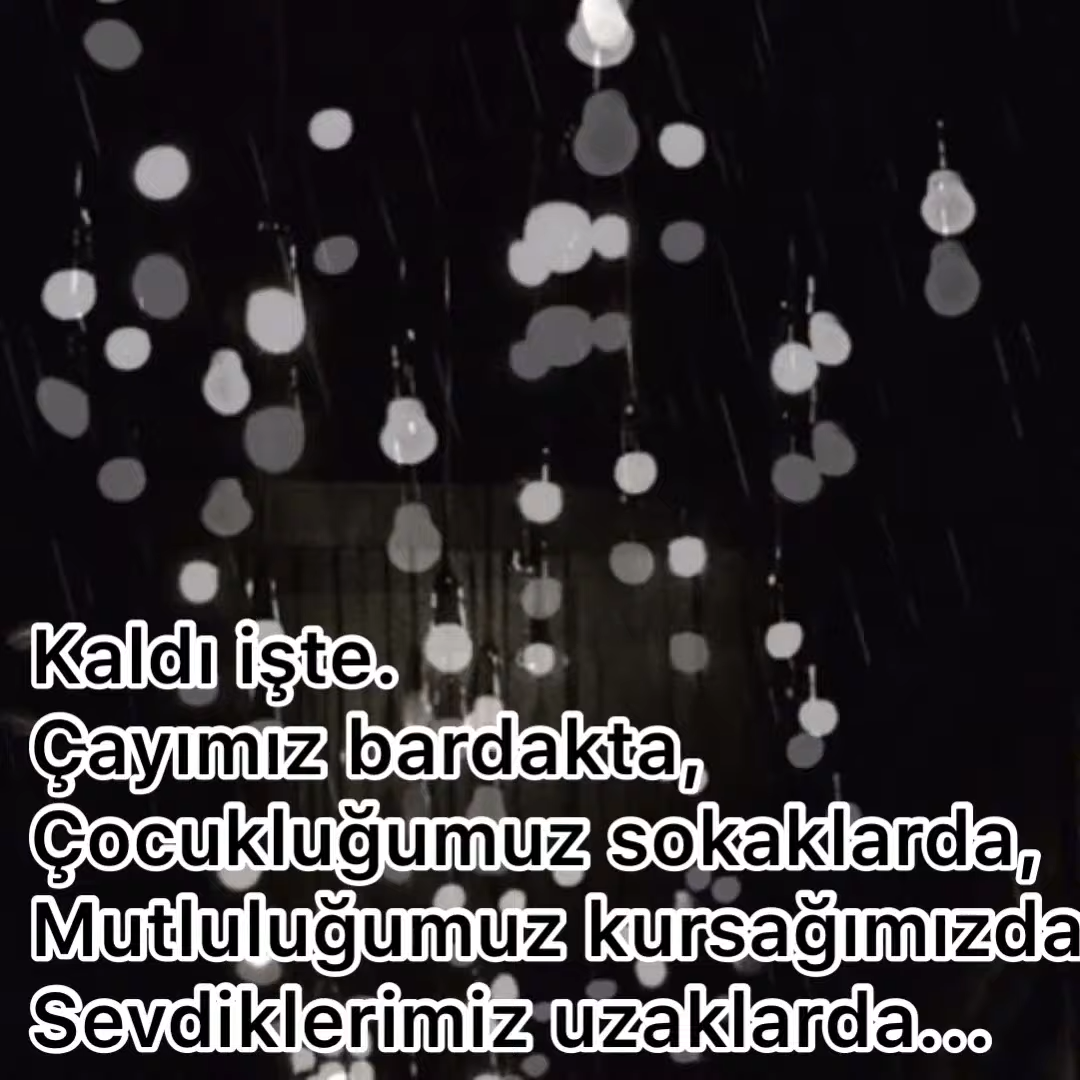 Kaldı işte.
Çayımız bardakta,
Çocukluğumuz sokaklarda,
Mutluluğumuz kursağımızda
Sevdiklerimiz uzaklarda...